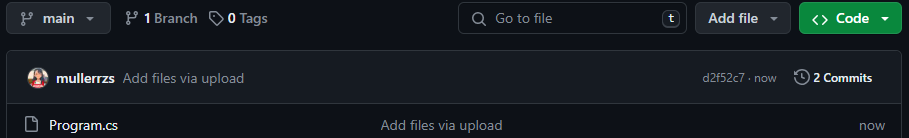 main 1 Branch 0 Tags Go to file t Add file Code
mullerrzs Add files via upload d2f52c7 · now 2 Commits
Program.cs Add files via upload now